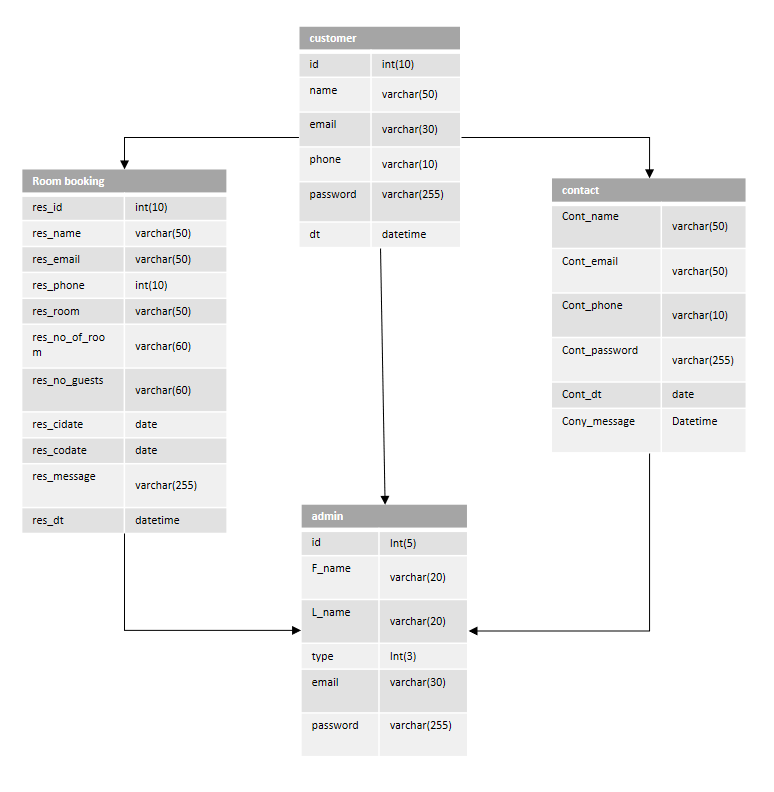 customer
id int(10)
name varchar(50)
email varchar(30)
phone varchar(10)
password varchar(255)
dt datetime
Room booking
res_id int(10)
res_name varchar(50)
res_email varchar(50)
res_phone int(10)
res_room varchar(50)
res_no_of_roo
m varchar(60)
res_no_guests varchar(60)
res_cidate date
res_codate date
res_message varchar(255)
res_dt datetime
contact
Cont_name varchar(50)
Cont_email varchar(50)
Cont_phone varchar(10)
Cont_password varchar(255)
Cont_dt date
Cony_message Datetime
admin
id Int(5)
F_name varchar(20)
L_name varchar(20)
type Int(3)
email varchar(30)
password varchar(255)